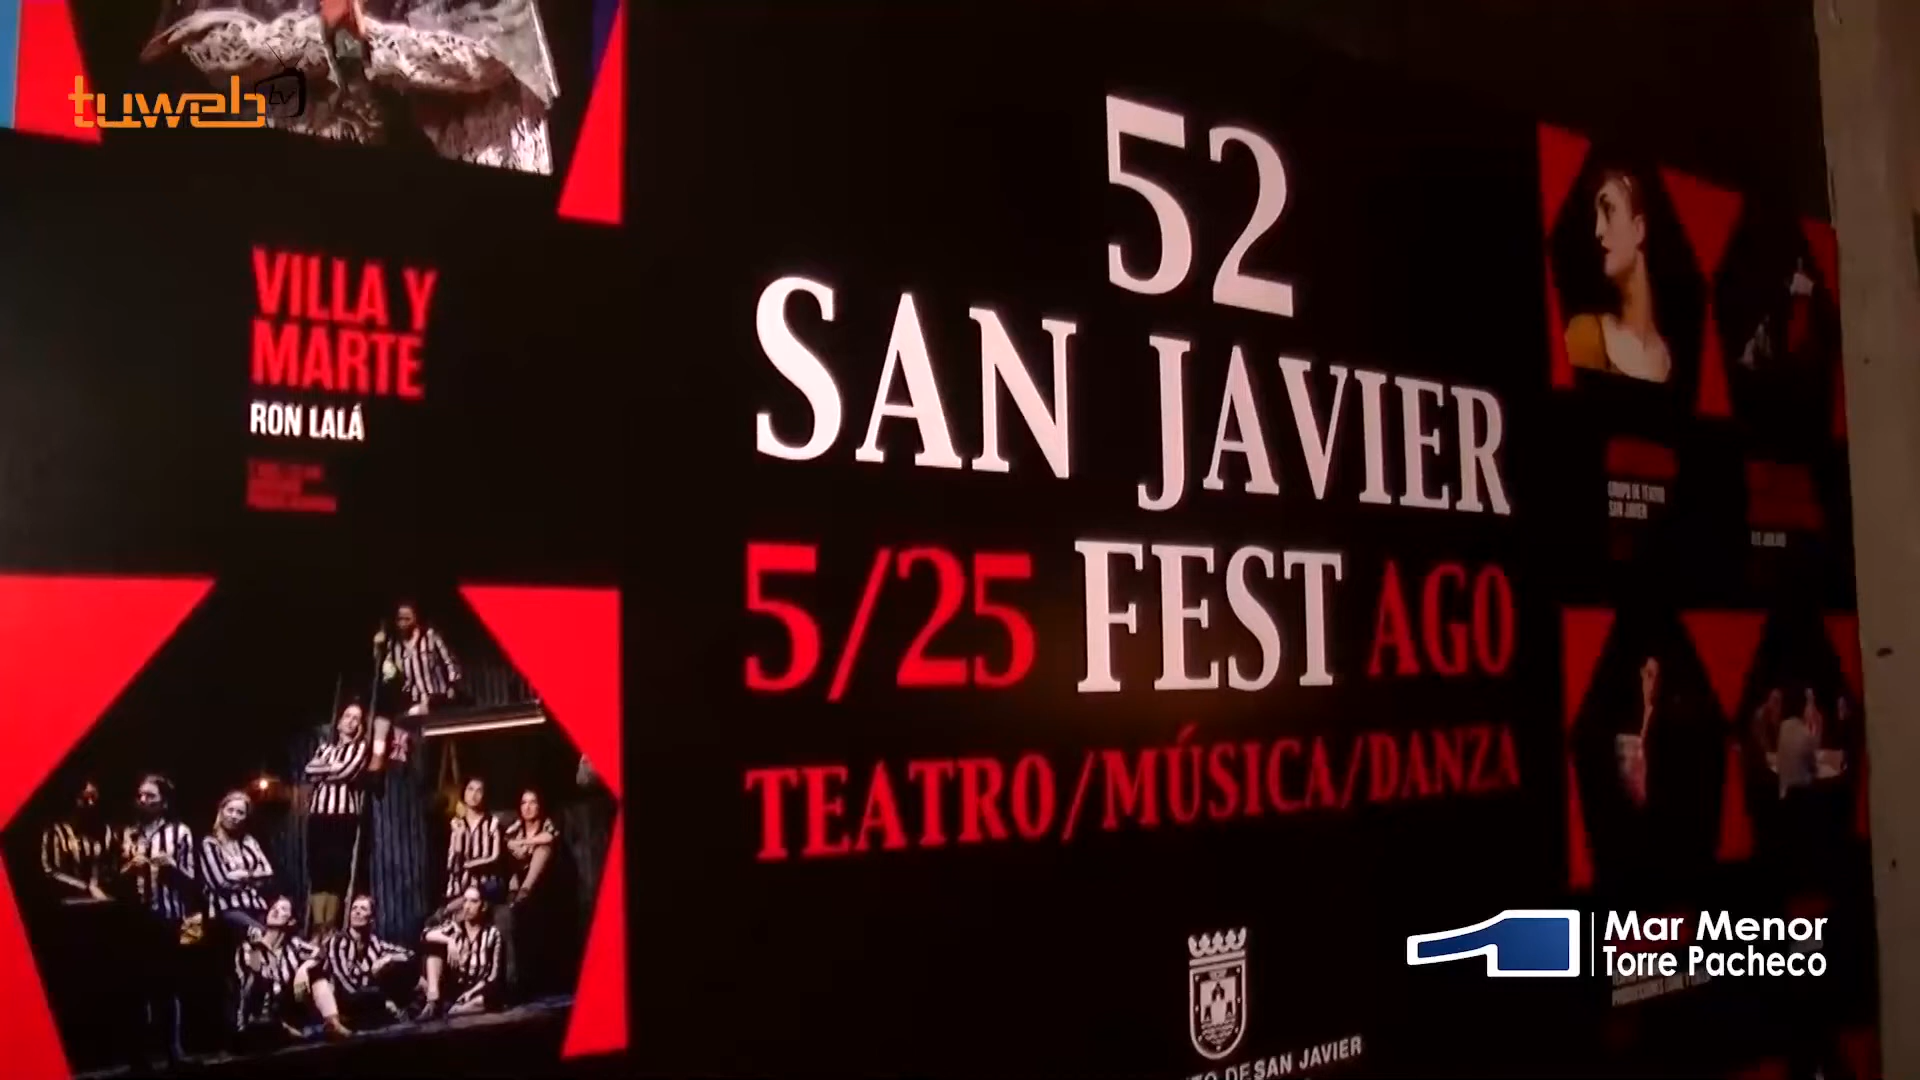 tuweb tv
VILLA Y
MARTE
RON LALÁ
52
SAN JAVIER
5/25 FEST AGO
TEATRO/MÚSICA/DANZA
GRUPO DE TEATRO
SAN JAVIER
Mar Menor
Torre Pacheco
DE SAN JAVIER